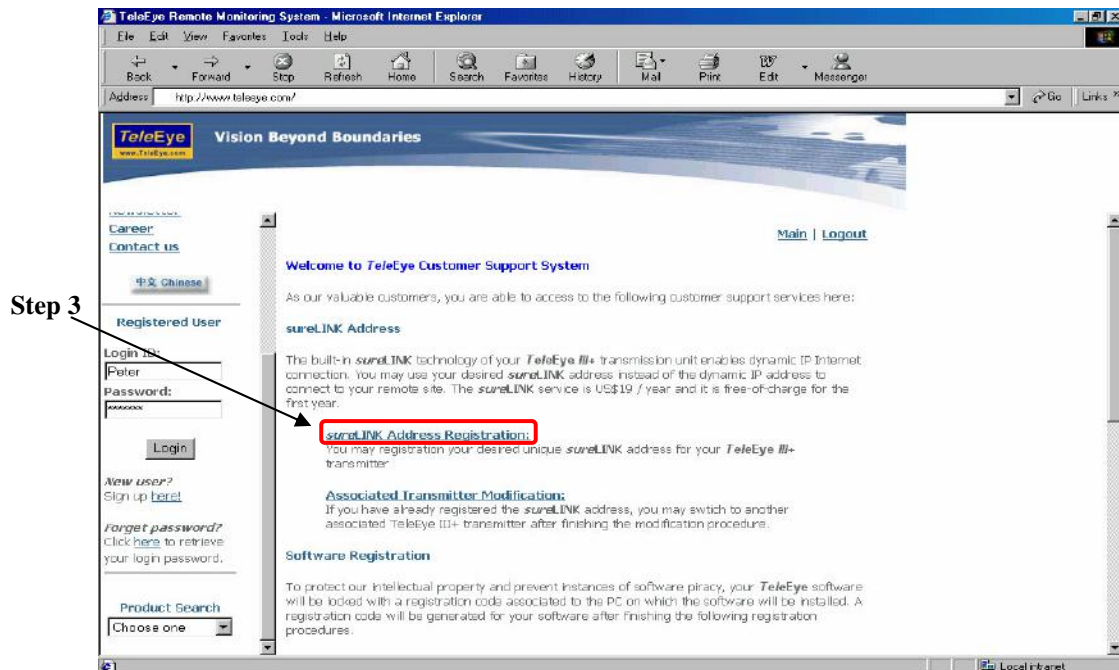 TeleEye Remote Monitoring System - Microsoft Internet Explorer
File Edit View Favorites Tools Help
Back Forward Stop Refresh Home Search Favorites History Mail Print Edit Messenger
Address http://www.teleeye.com/ Go Links »
TeleEye
www.TeleEye.com
Vision Beyond Boundaries
Newsletter
Career
Contact us
中文 Chinese
Step 3
Registered User
Login ID:
Peter
Password:
*******
Login
New user?
Sign up here!
Forget password?
Click here to retrieve
your login password.
Product Search
Choose one
Main | Logout
Welcome to TeleEye Customer Support System
As our valuable customers, you are able to access to the following customer support services here:
sureLINK Address
The built-in sureLINK technology of your TeleEye III+ transmission unit enables dynamic IP Internet
connection. You may use your desired sureLINK address instead of the dynamic IP address to
connect to your remote site. The sureLINK service is US$19 / year and it is free-of-charge for the
first year.
sureLINK Address Registration:
You may registration your desired unique sureLINK address for your TeleEye III+
transmitter
Associated Transmitter Modification:
If you have already registered the sureLINK address, you may swtich to another
associated TeleEye III+ transmitter after finishing the modification procedure.
Software Registration
To protect our intellectual property and prevent instances of software piracy, your TeleEye software
will be locked with a registration code associated to the PC on which the software will be installed. A
registration code will be generated for your software after finishing the following registration
procedures.
Local intranet